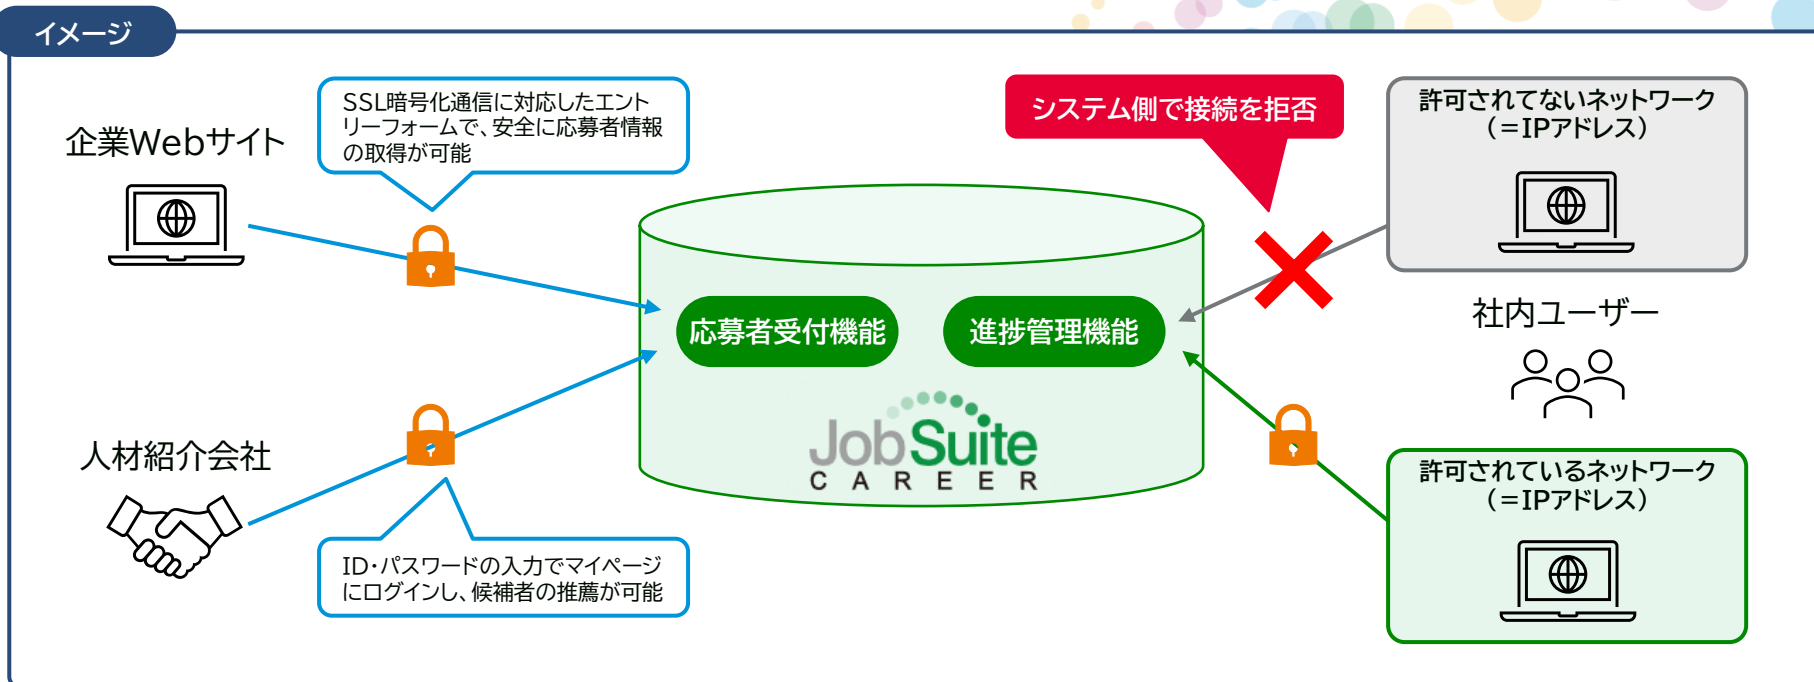 イメージ
企業Webサイト
SSL暗号化通信に対応したエント
リーフォームで、安全に応募者情報
の取得が可能
システム側で接続を拒否
許可されてないネットワーク
(=IPアドレス)
社内ユーザー
応募者受付機能
進捗管理機能
JobSuite
CAREER
人材紹介会社
ID・パスワードの入力でマイページ
にログインし、候補者の推薦が可能
許可されているネットワーク
(=IPアドレス)